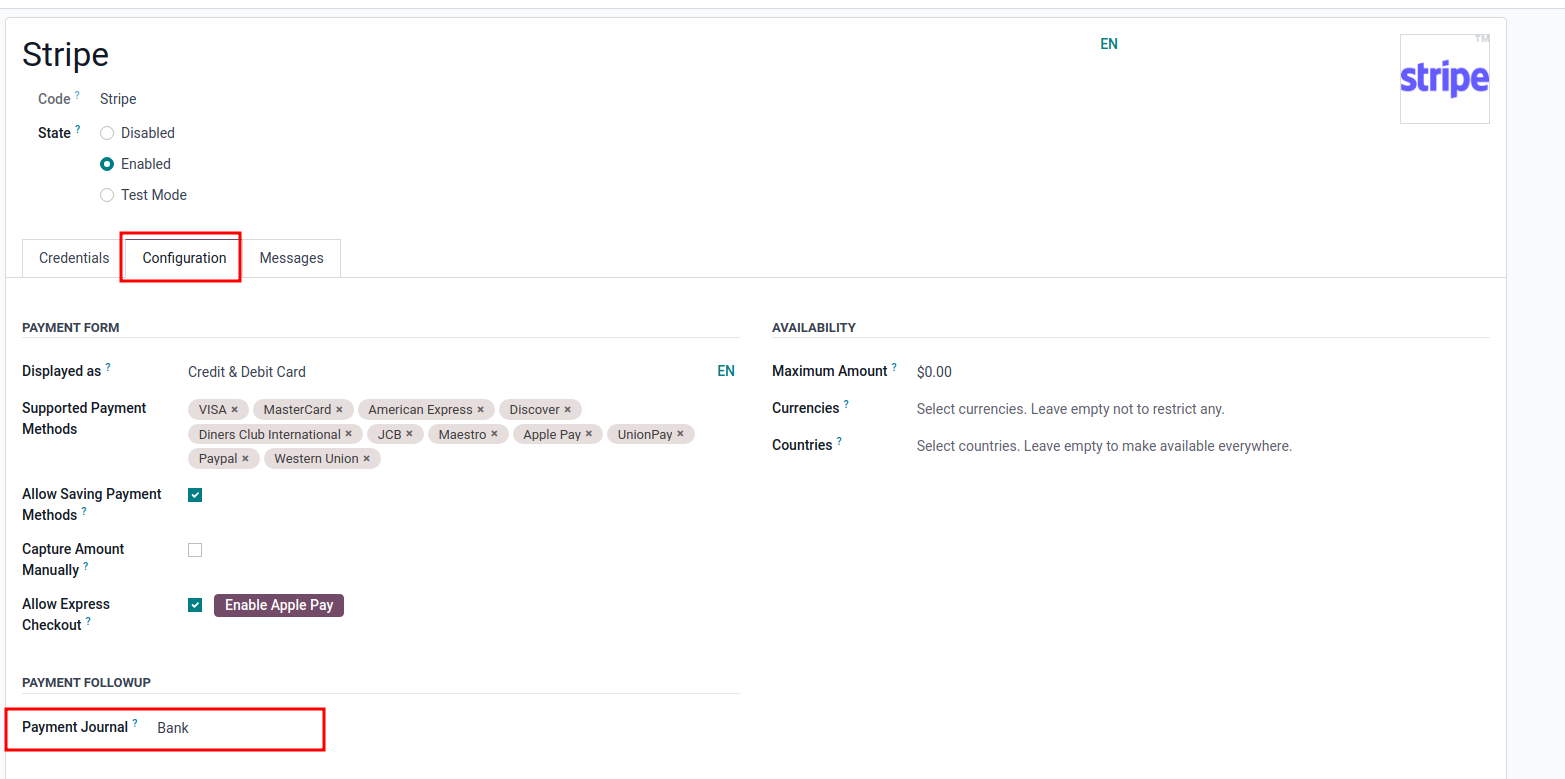 Stripe
EN
TM
stripe
Code ? Stripe
State ? Disabled
Enabled
Test Mode
Credentials Configuration Messages
PAYMENT FORM
Displayed as ? Credit & Debit Card EN
Supported Payment
Methods
VISA × MasterCard × American Express × Discover ×
Diners Club International × JCB × Maestro × Apple Pay × UnionPay ×
Paypal × Western Union ×
Allow Saving Payment
Methods ?
Capture Amount
Manually ?
Allow Express
Checkout ?
Enable Apple Pay
AVAILABILITY
Maximum Amount ? $0.00
Currencies ? Select currencies. Leave empty not to restrict any.
Countries ? Select countries. Leave empty to make available everywhere.
PAYMENT FOLLOWUP
Payment Journal ? Bank